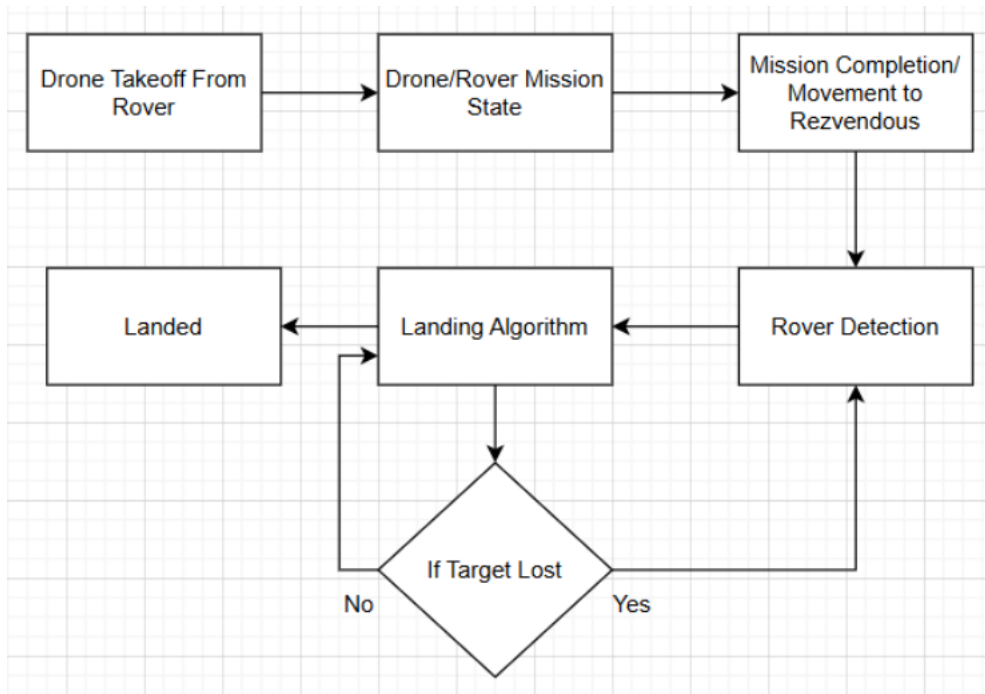 Drone Takeoff From
Rover
Drone/Rover Mission
State
Mission Completion/
Movement to
Rezvendous
Rover Detection
Landing Algorithm
Landed
If Target Lost
No
Yes